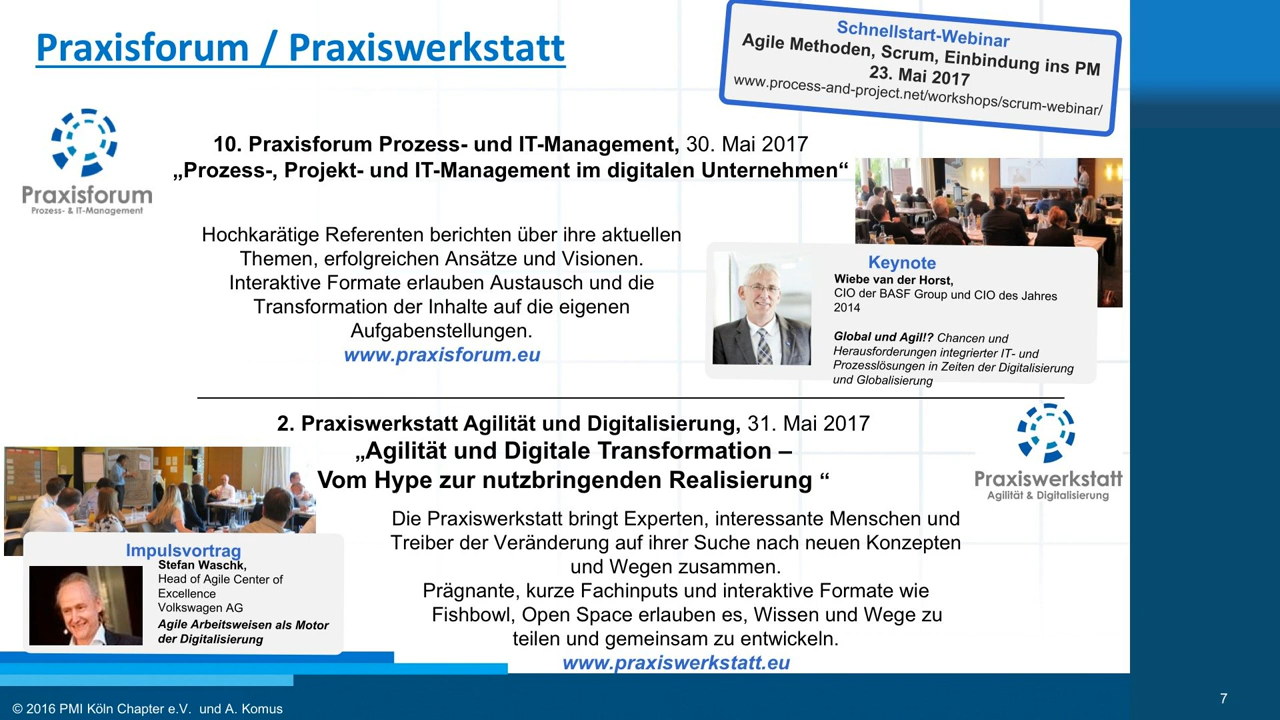 Praxisforum / Praxiswerkstatt
Schnellstart-Webinar
Agile Methoden, Scrum, Einbindung ins PM
23. Mai 2017
www.process-and-project.net/workshops/scrum-webinar/
Praxisforum
Prozess- & IT-Management
10. Praxisforum Prozess- und IT-Management, 30. Mai 2017
„Prozess-, Projekt- und IT-Management im digitalen Unternehmen“
Hochkarätige Referenten berichten über ihre aktuellen
Themen, erfolgreichen Ansätze und Visionen.
Interaktive Formate erlauben Austausch und die
Transformation der Inhalte auf die eigenen
Aufgabenstellungen.
www.praxisforum.eu
Keynote
Wiebe van der Horst,
CIO der BASF Group und CIO des Jahres
2014
Global und Agil!? Chancen und
Herausforderungen integrierter IT- und
Prozesslösungen in Zeiten der Digitalisierung
und Globalisierung
2. Praxiswerkstatt Agilität und Digitalisierung, 31. Mai 2017
„Agilität und Digitale Transformation –
Vom Hype zur nutzbringenden Realisierung “
Praxiswerkstatt
Agilität & Digitalisierung
Die Praxiswerkstatt bringt Experten, interessante Menschen und
Treiber der Veränderung auf ihrer Suche nach neuen Konzepten
und Wegen zusammen.
Prägnante, kurze Fachinputs und interaktive Formate wie
Fishbowl, Open Space erlauben es, Wissen und Wege zu
teilen und gemeinsam zu entwickeln.
www.praxiswerkstatt.eu
Impulsvortrag
Stefan Waschk,
Head of Agile Center of
Excellence
Volkswagen AG
Agile Arbeitsweisen als Motor
der Digitalisierung
© 2016 PMI Köln Chapter e.V. und A. Komus
7